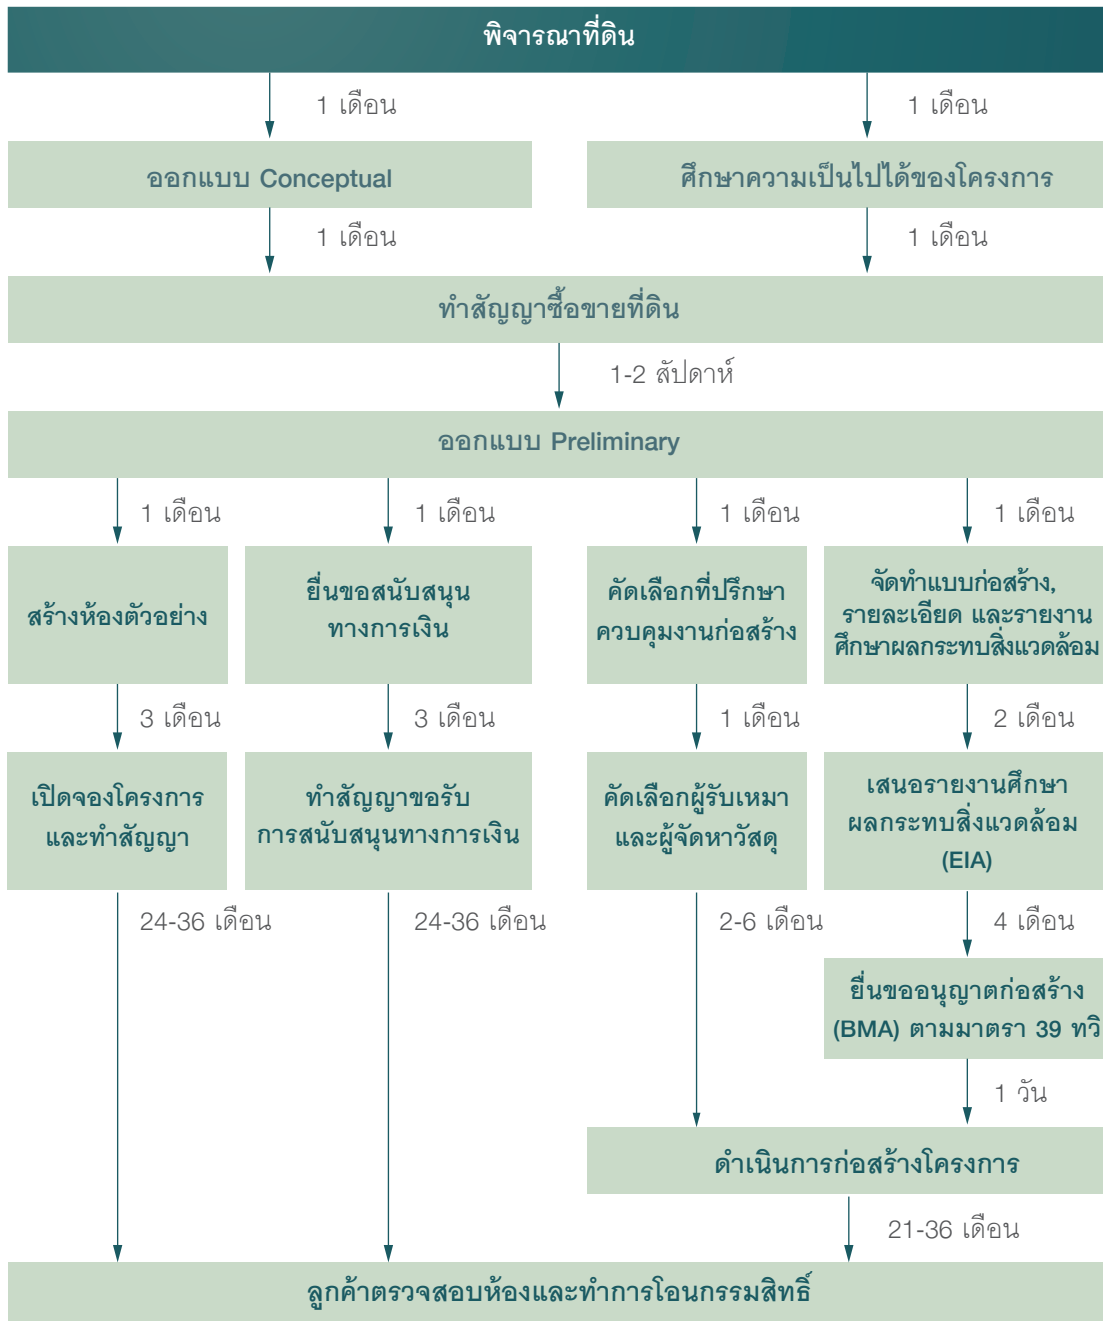 พิจารณาที่ดิน
1 เดือน
1 เดือน
ออกแบบ Conceptual
ศึกษาความเป็นไปได้ของโครงการ
1 เดือน
1 เดือน
ทำสัญญาซื้อขายที่ดิน
1-2 สัปดาห์
ออกแบบ Preliminary
1 เดือน
1 เดือน
1 เดือน
1 เดือน
สร้างห้องตัวอย่าง
ยื่นขอสนับสนุน
ทางการเงิน
คัดเลือกที่ปรึกษา
ควบคุมงานก่อสร้าง
จัดทำแบบก่อสร้าง,
รายละเอียด และรายงาน
ศึกษาผลกระทบสิ่งแวดล้อม
3 เดือน
3 เดือน
1 เดือน
2 เดือน
เปิดจองโครงการ
และทำสัญญา
ทำสัญญาขอรับ
การสนับสนุนทางการเงิน
คัดเลือกผู้รับเหมา
และผู้จัดหาวัสดุ
เสนอรายงานศึกษา
ผลกระทบสิ่งแวดล้อม
(EIA)
24-36 เดือน
24-36 เดือน
2-6 เดือน
4 เดือน
ยื่นขออนุญาตก่อสร้าง
(BMA) ตามมาตรา 39 ทวิ
1 วัน
ดำเนินการก่อสร้างโครงการ
21-36 เดือน
ลูกค้าตรวจสอบห้องและทำการโอนกรรมสิทธิ์